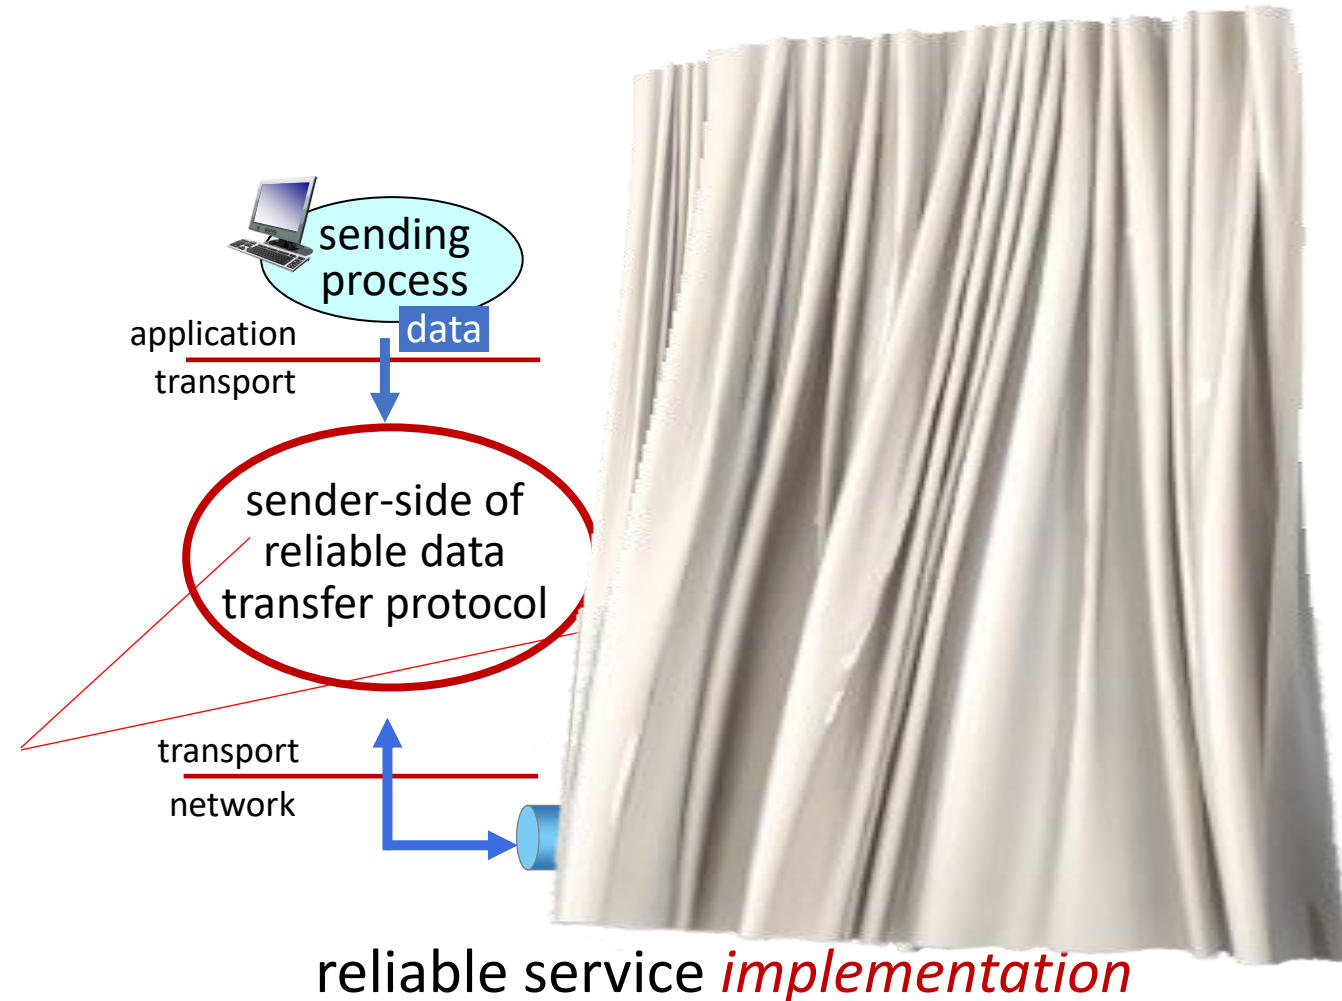 sending
process
data
application
transport
sender-side of
reliable data
transfer protocol
transport
network
reliable service implementation